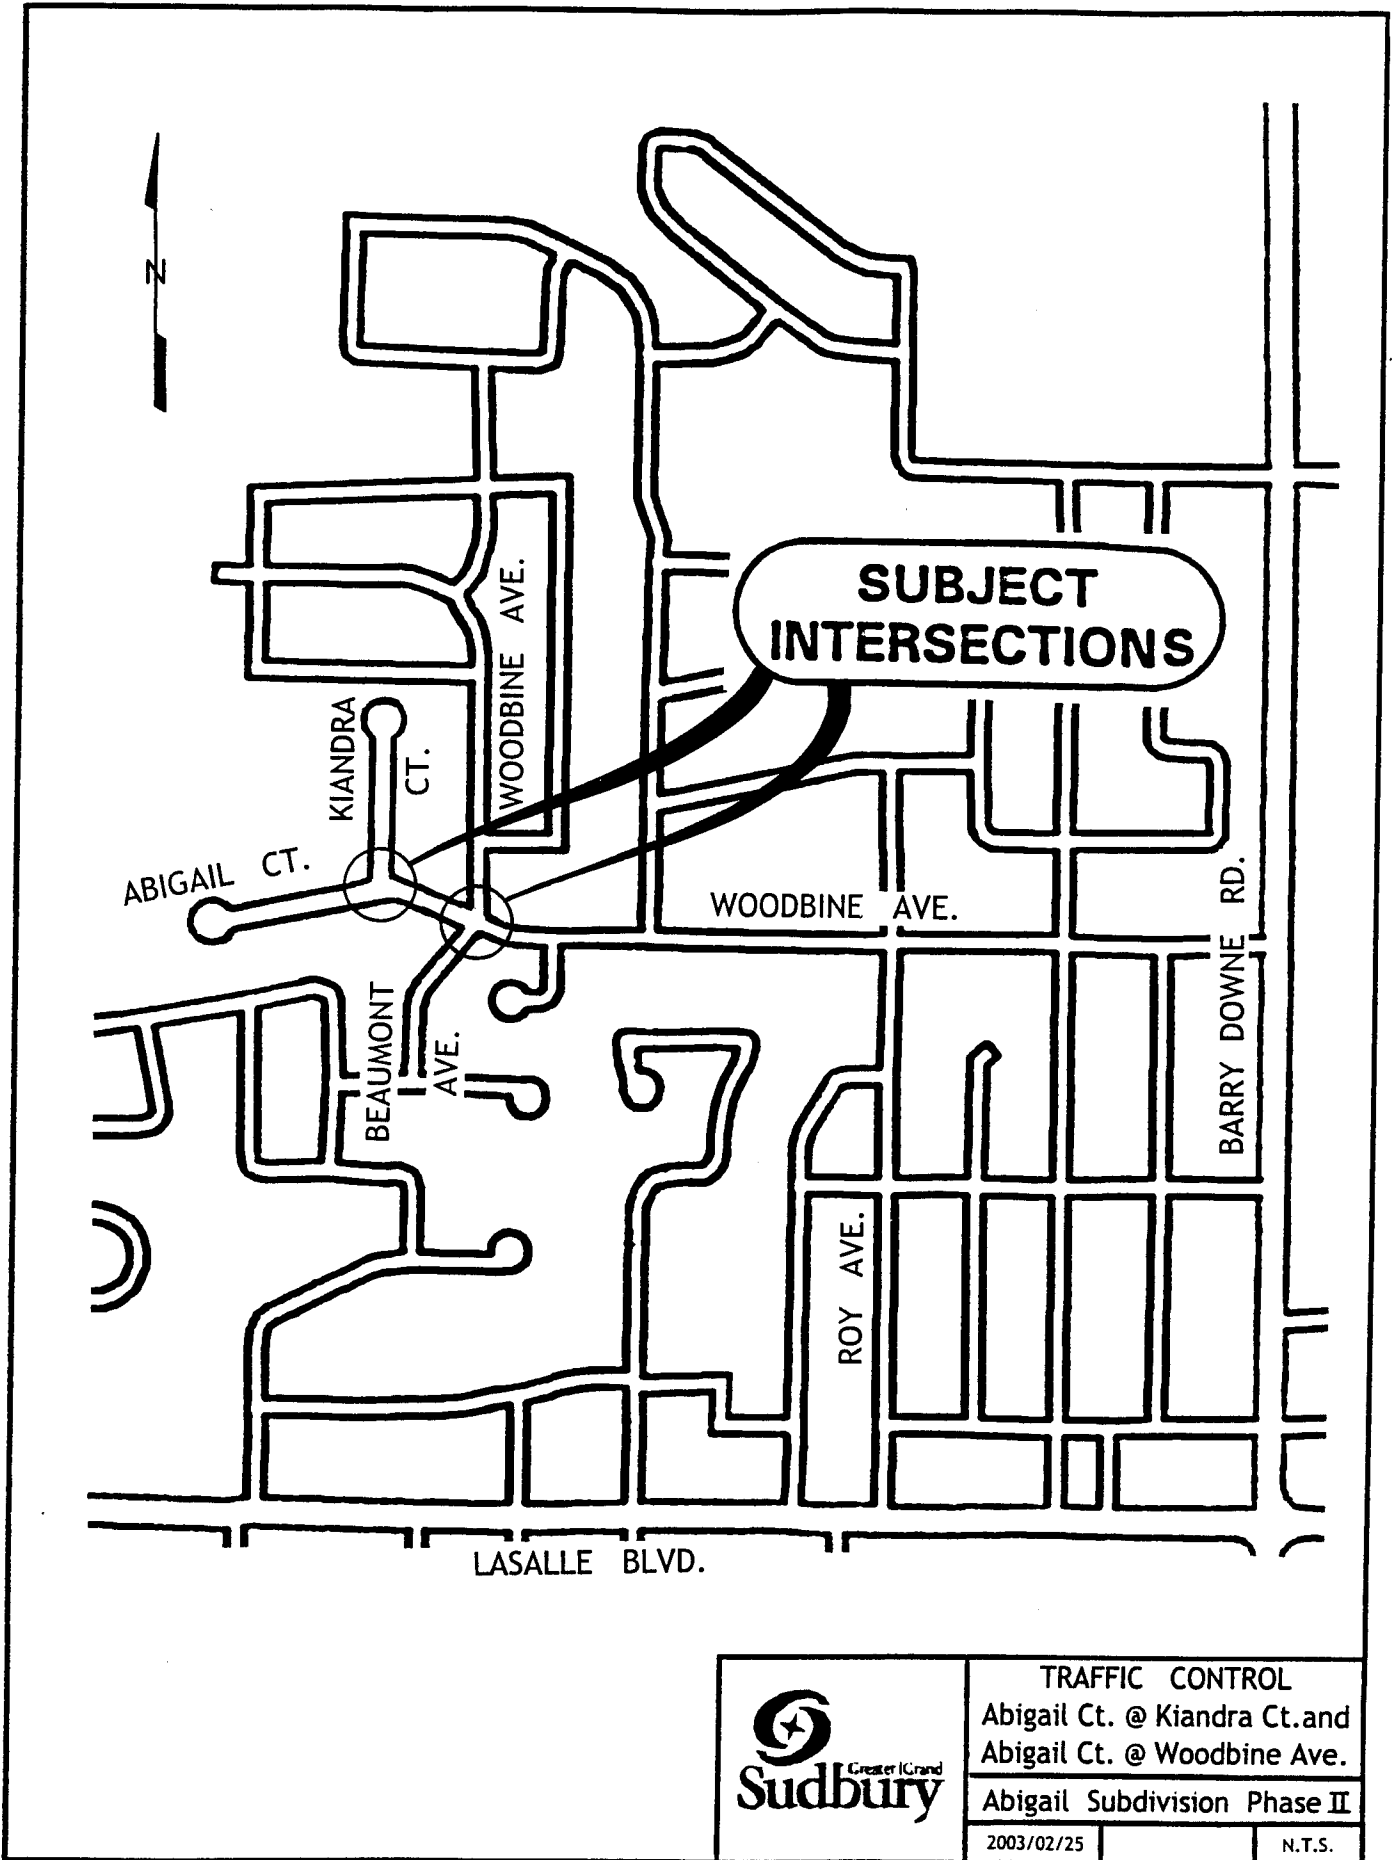 N
SUBJECT
INTERSECTIONS
WOODBINE AVE.
KIANDRA
CT.
ABIGAIL CT.
WOODBINE AVE.
BARRY DOWNE RD.
BEAUMONT
AVE.
ROY AVE.
LASALLE BLVD.
Greater | Grand
Sudbury
TRAFFIC CONTROL
Abigail Ct. @ Kiandra Ct.and
Abigail Ct. @ Woodbine Ave.
Abigail Subdivision Phase II
2003/02/25
N.T.S.